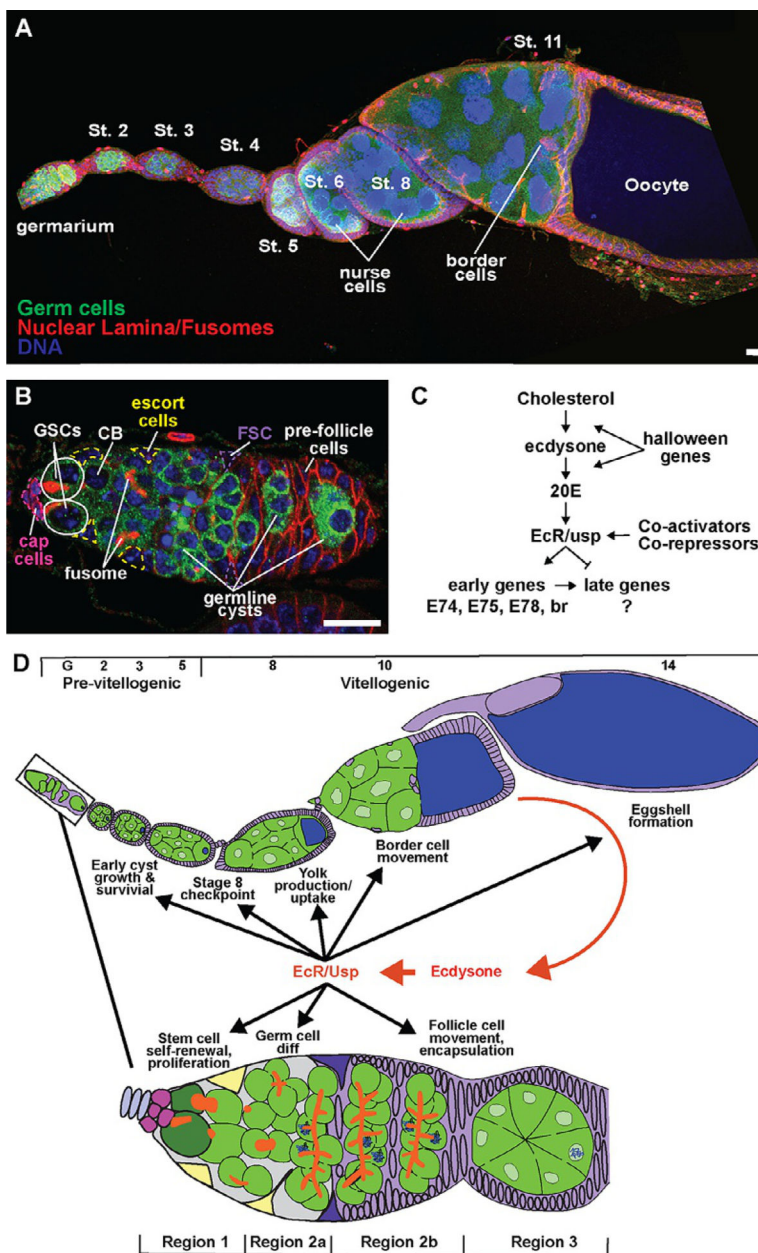 A
St. 11
St. 2
St. 3
St. 4
St. 6
St. 8
Oocyte
germarium
St. 5
nurse
cells
border
cells
Germ cells
Nuclear Lamina/Fusomes
DNA
B
escort
cells
GSCs
CB
FSC
pre-follicle
cells
cap
cells
fusome
germline
cysts
C
Cholesterol
ecdysone
halloween
genes
20E
EcR/usp
Co-activators
Co-repressors
early genes
late genes
E74, E75, E78, br
?
D
G 2 3 5 8 10 14
Pre-vitellogenic
Vitellogenic
Eggshell
formation
Border cell
movement
Early cyst
growth &
survivial
Stage 8
checkpoint
Yolk
production/
uptake
EcR/Usp
Ecdysone
Stem cell
self-renewal,
proliferation
Germ cell
diff
Follicle cell
movement,
encapsulation
Region 1
Region 2a
Region 2b
Region 3